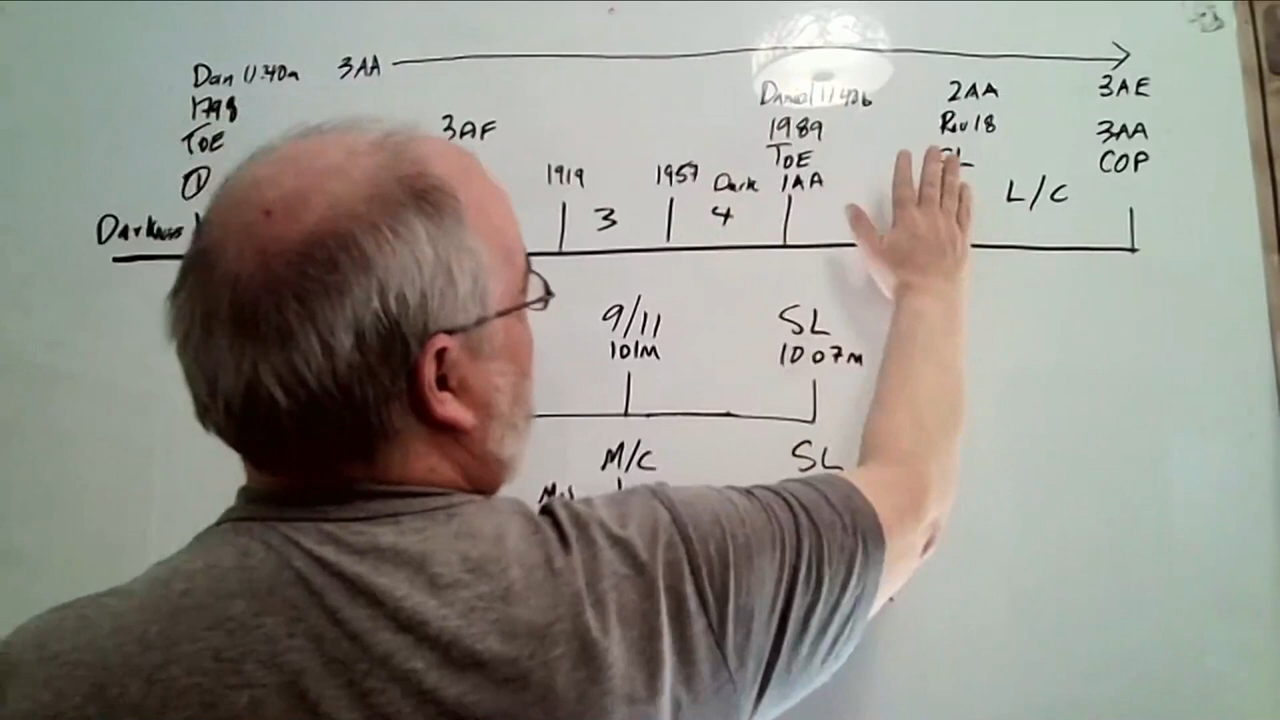 Dan 11.40a 3AA
1798
TOE
①
Darkness
3AF
1919
3
1957
Dark
4
Daniel 11 40b
1989
TOE
1AA
2AA
Rev 18
SL
L/C
3AE
3AA
COP
9/11
101M
SL
1007M
M/C
SL